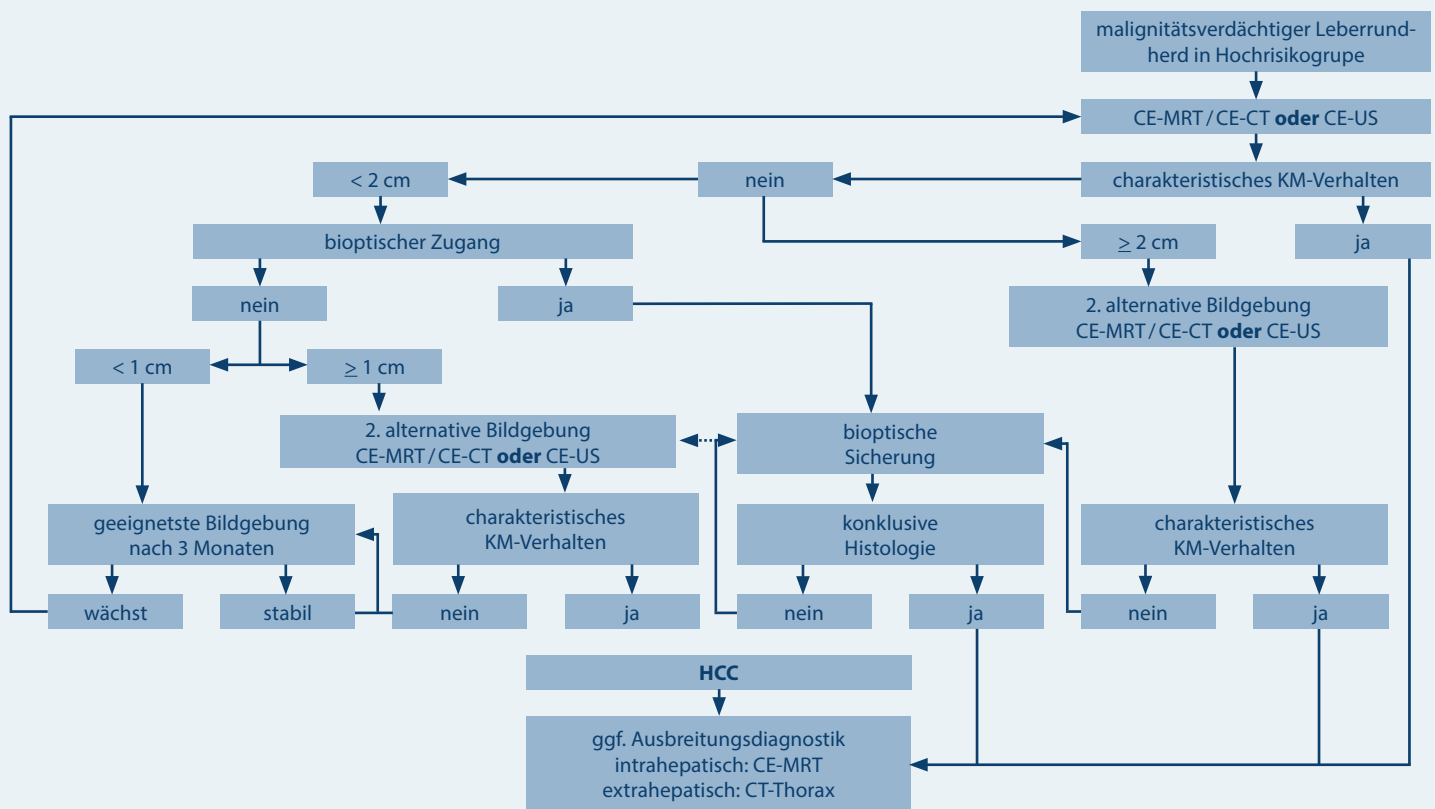 malignitätsverdächtiger Leberrund-
herd in Hochrisikogrupe
CE-MRT/CE-CT oder CE-US
charakteristisches KM-Verhalten
nein
< 2 cm
≥ 2 cm
ja
bioptischer Zugang
nein
ja
2. alternative Bildgebung
CE-MRT/CE-CT oder CE-US
< 1 cm
≥ 1 cm
2. alternative Bildgebung
CE-MRT/CE-CT oder CE-US
bioptische
Sicherung
geeignetste Bildgebung
nach 3 Monaten
charakteristisches
KM-Verhalten
konklusive
Histologie
charakteristisches
KM-Verhalten
wächst
stabil
nein
ja
nein
ja
nein
ja
HCC
ggf. Ausbreitungsdiagnostik
intrahepatisch: CE-MRT
extrahepatisch: CT-Thorax